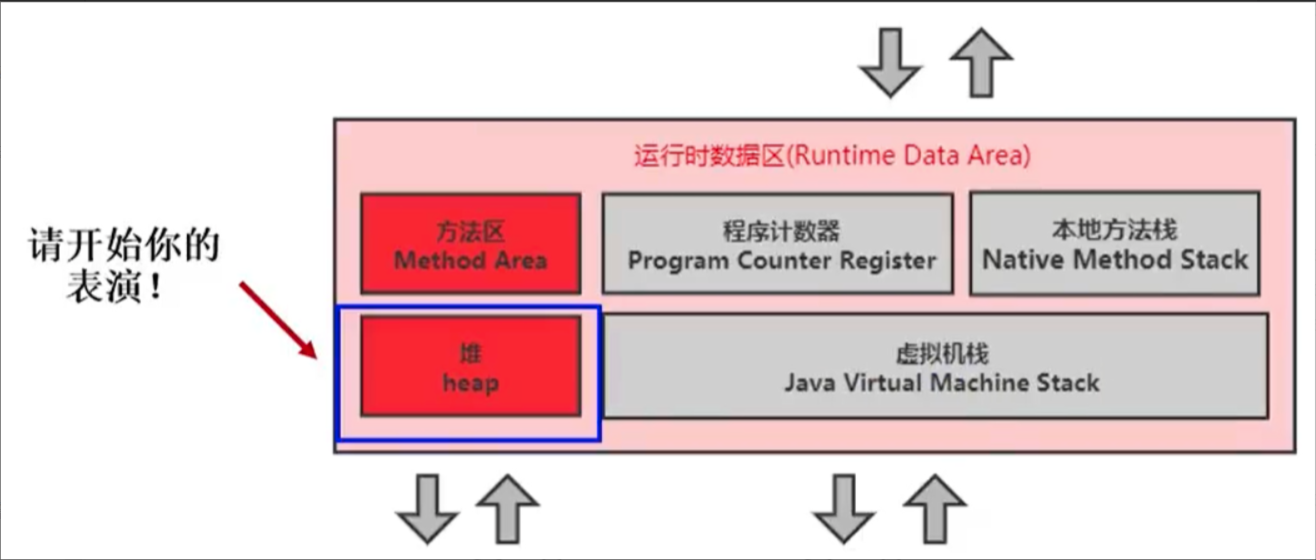 运行时数据区(Runtime Data Area)
请开始你的
表演！
方法区
Method Area
程序计数器
Program Counter Register
本地方法栈
Native Method Stack
堆
heap
虚拟机栈
Java Virtual Machine Stack